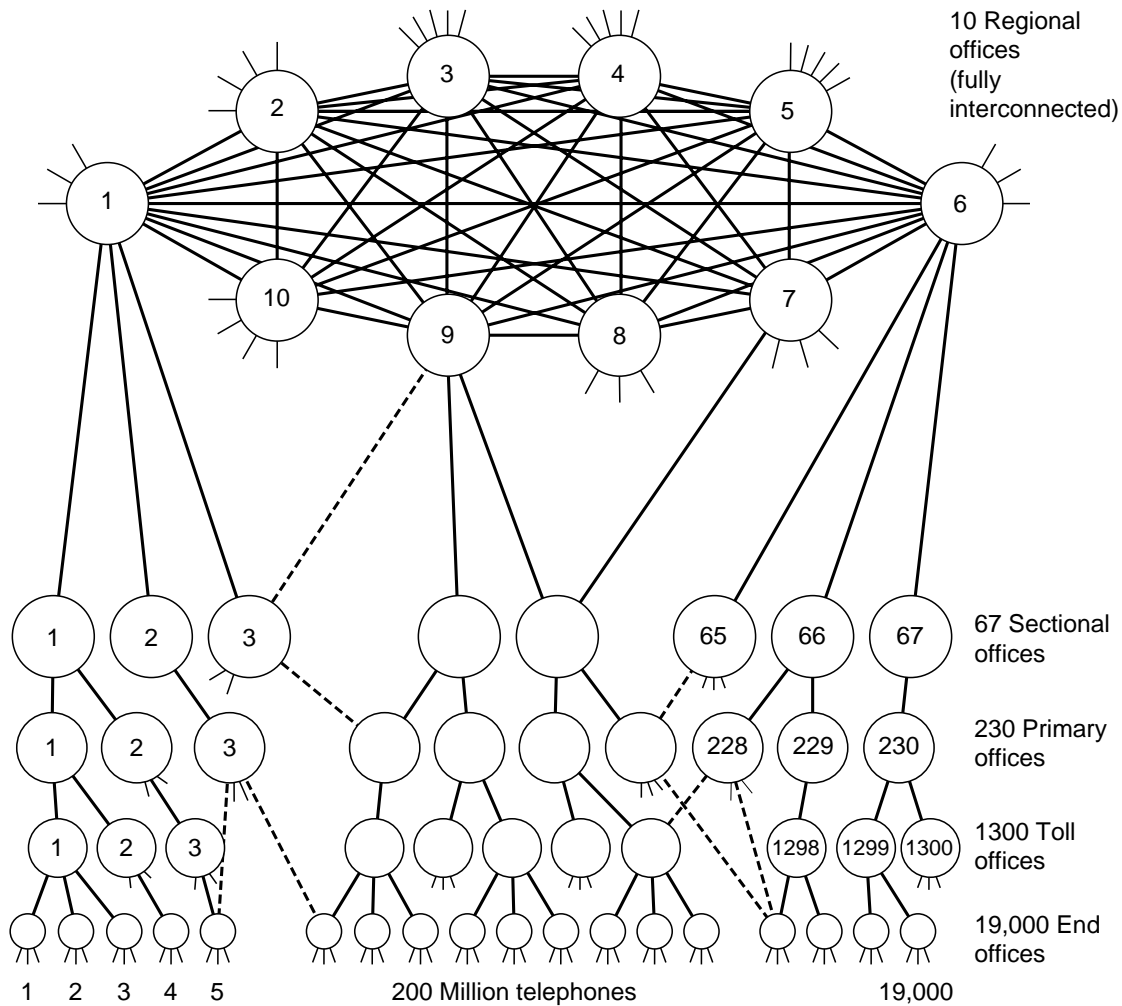 10 Regional
offices
(fully
interconnected)
3
4
2
5
1
6
10
7
9
8
1
2
3
65
66
67
67 Sectional
offices
1
2
3
228
229
230
230 Primary
offices
1
2
3
1298
1299
1300
1300 Toll
offices
19,000 End
offices
1
2
3
4
5
200 Million telephones
19,000